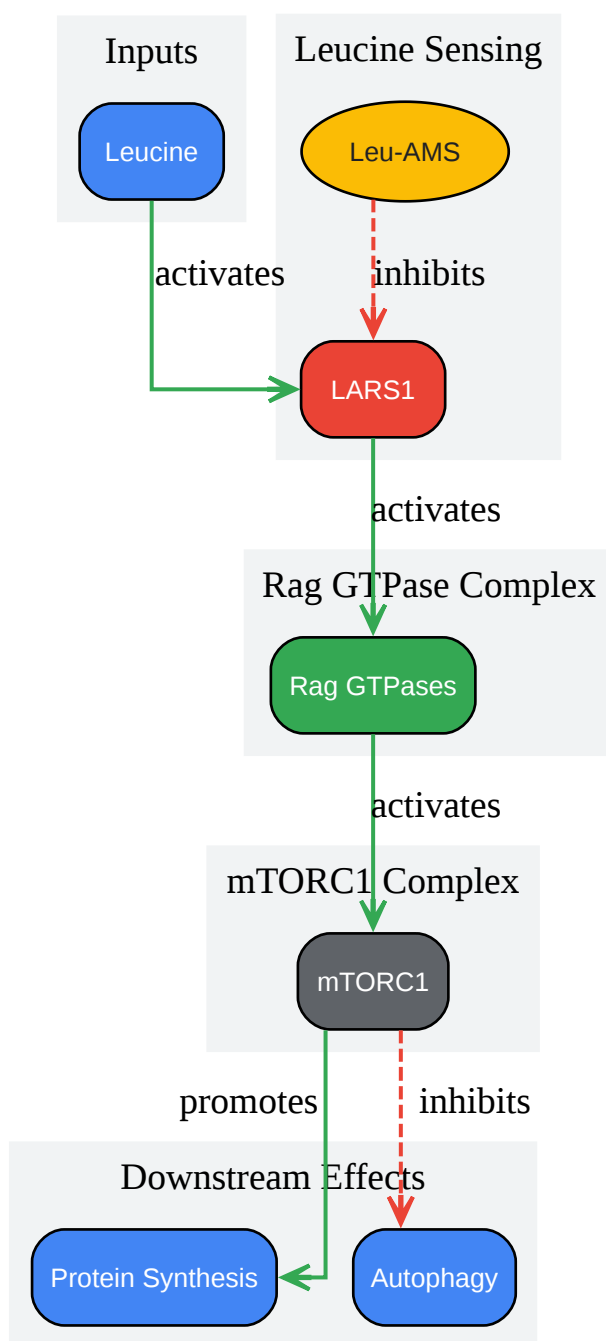 Inputs
Leucine Sensing
Leucine
Leu-AMS
activates
inhibits
LARS1
activates
Rag GTPase Complex
Rag GTPases
activates
mTORC1 Complex
mTORC1
promotes
inhibits
Downstream Effects
Protein Synthesis
Autophagy